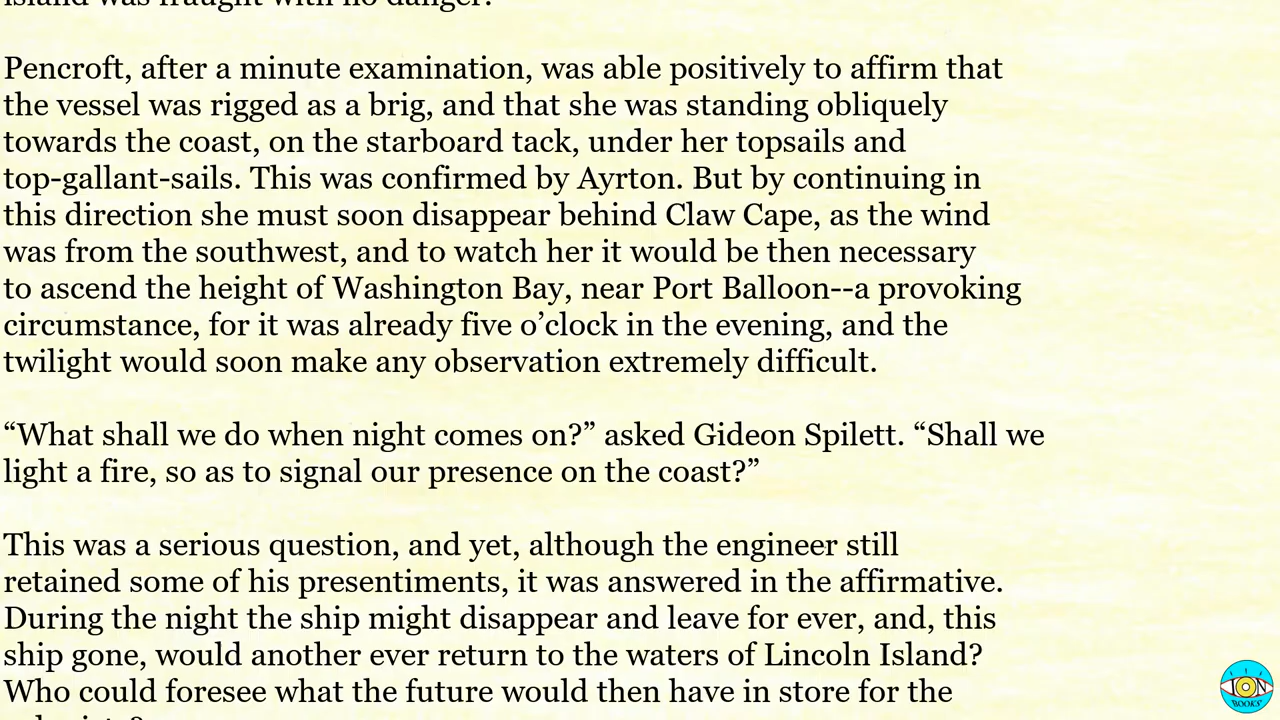 island was fraught with no danger?
Pencroft, after a minute examination, was able positively to affirm that
the vessel was rigged as a brig, and that she was standing obliquely
towards the coast, on the starboard tack, under her topsails and
top-gallant-sails. This was confirmed by Ayrton. But by continuing in
this direction she must soon disappear behind Claw Cape, as the wind
was from the southwest, and to watch her it would be then necessary
to ascend the height of Washington Bay, near Port Balloon--a provoking
circumstance, for it was already five o’clock in the evening, and the
twilight would soon make any observation extremely difficult.
“What shall we do when night comes on?” asked Gideon Spilett. “Shall we
light a fire, so as to signal our presence on the coast?”
This was a serious question, and yet, although the engineer still
retained some of his presentiments, it was answered in the affirmative.
During the night the ship might disappear and leave for ever, and, this
ship gone, would another ever return to the waters of Lincoln Island?
Who could foresee what the future would then have in store for the
ION
BOOKS